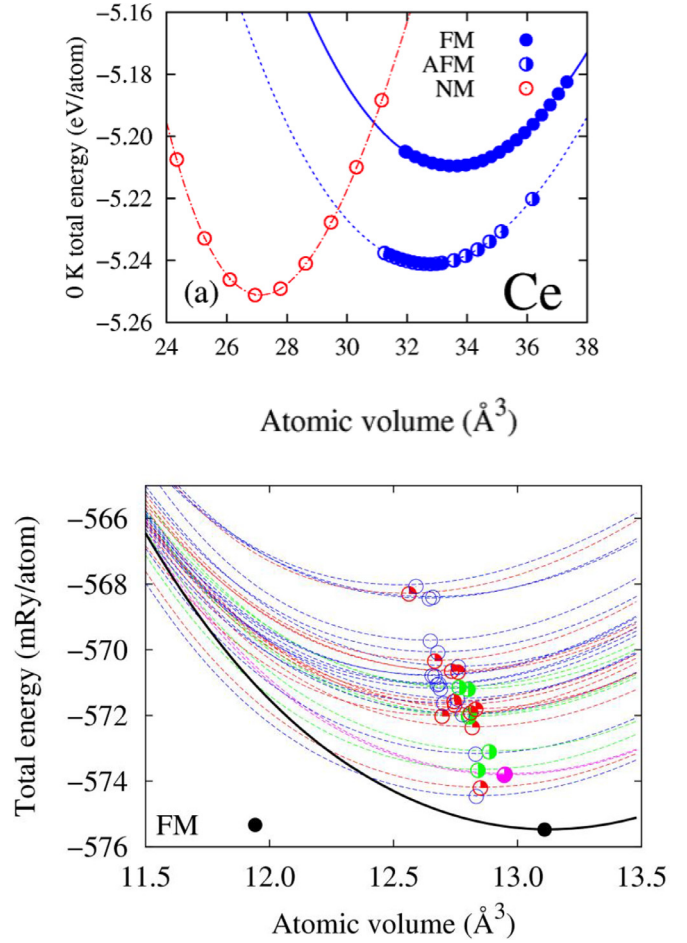 −5.16
−5.18
−5.20
−5.22
−5.24
−5.26
0 K total energy (eV/atom)
FM
AFM
NM
(a)
Ce
24 26 28 30 32 34 36 38
Atomic volume (Å3)
−566
−568
−570
−572
−574
−576
Total energy (mRy/atom)
FM
11.5 12.0 12.5 13.0 13.5
Atomic volume (Å3)